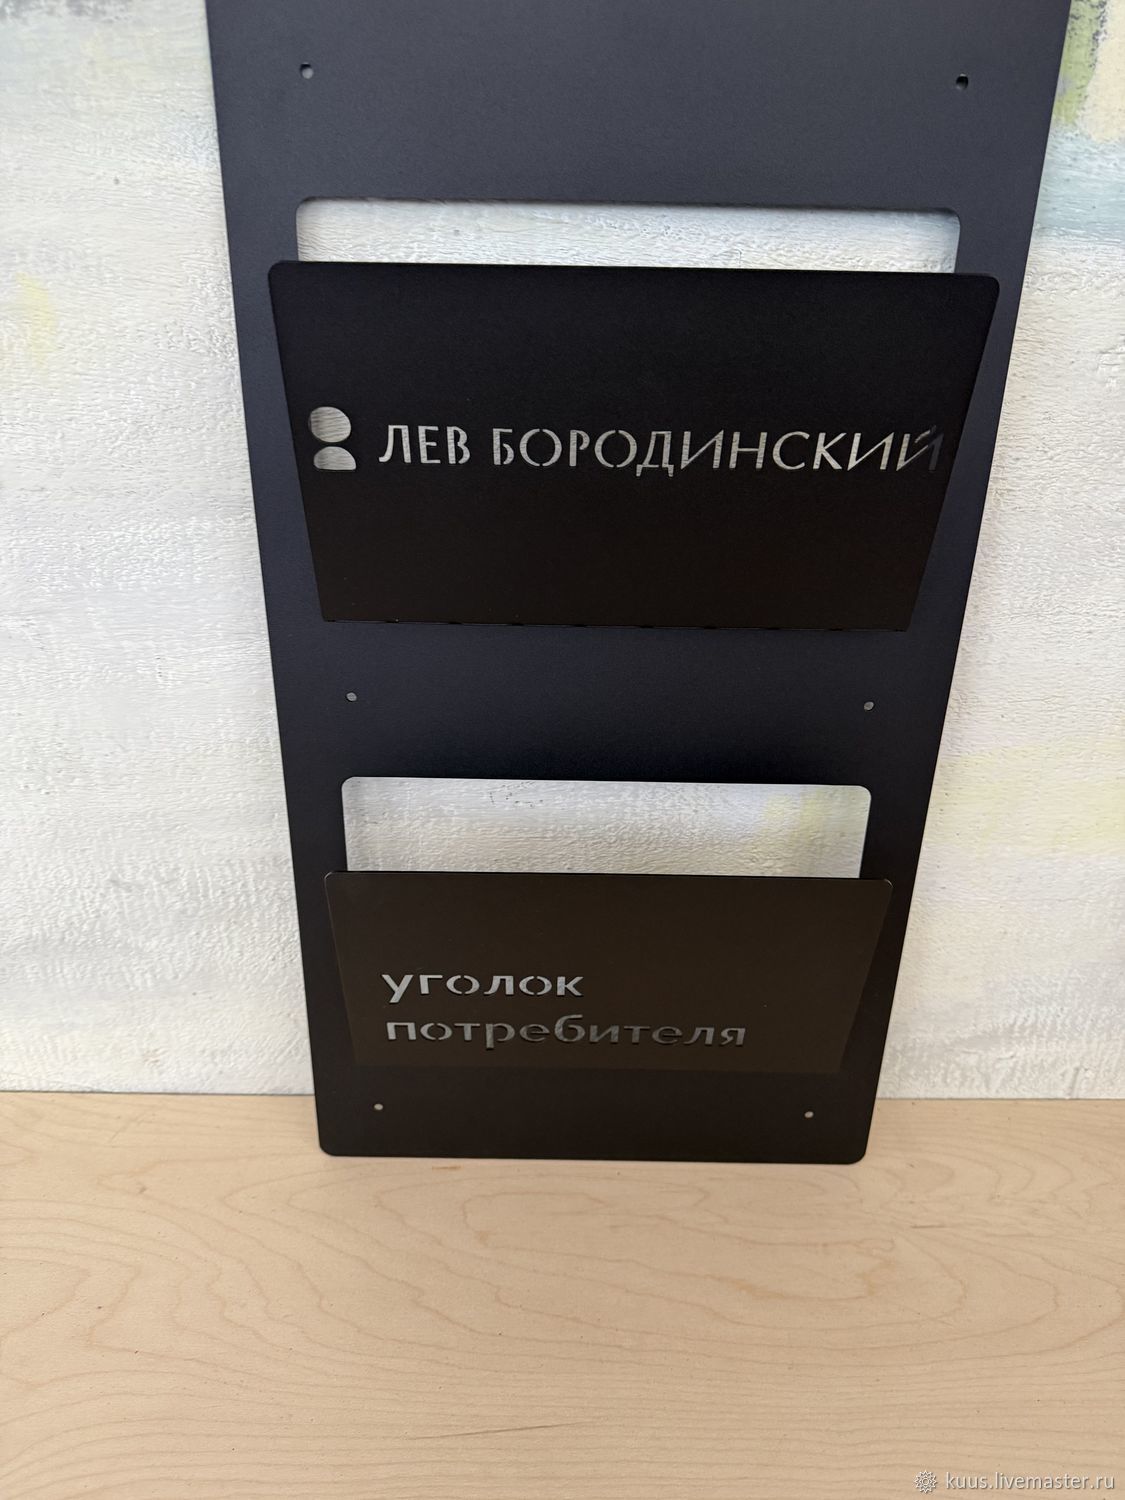 ЛЕВ БОРОДИНСКИЙ
уголок
потребителя
kuus.livemaster.ru